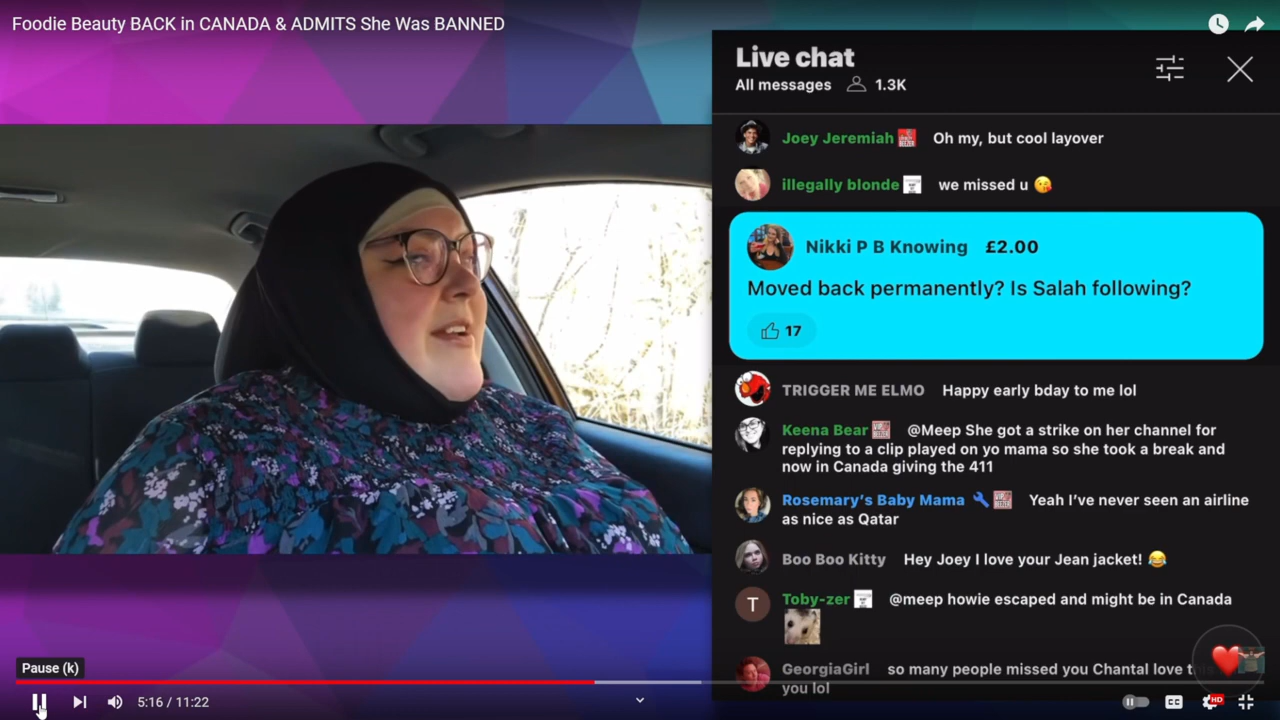 Foodie Beauty BACK in CANADA & ADMITS She Was BANNED
Live chat
All messages 1.3K
Joey Jeremiah Oh my, but cool layover
illegally blonde we missed u 😘
Nikki P B Knowing £2.00
Moved back permanently? Is Salah following?
17
TRIGGER ME ELMO Happy early bday to me lol
Keena Bear @Meep She got a strike on her channel for
replying to a clip played on yo mama so she took a break and
now in Canada giving the 411
Rosemary's Baby Mama Yeah I've never seen an airline
as nice as Qatar
Boo Boo Kitty Hey Joey I love your Jean jacket! 😂
T
Toby-zer @meep howie escaped and might be in Canada
GeorgiaGirl so many people missed you Chantal love
you lol
Pause (k)
5:16 / 11:22
CC
HD